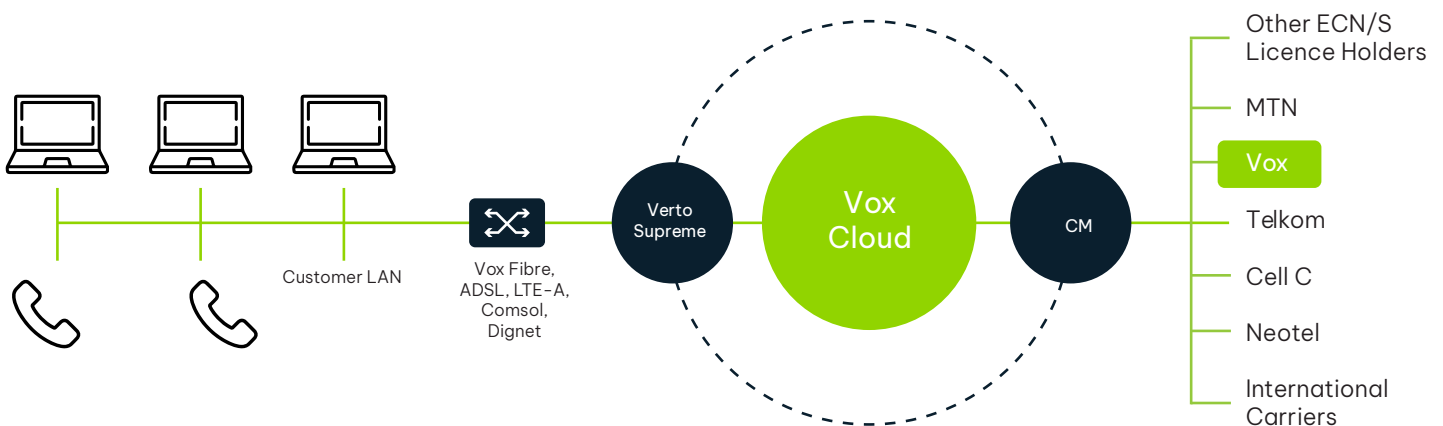 Customer LAN
Vox Fibre,
ADSL, LTE-A,
Comsol,
Dignet
Verto
Supreme
Vox
Cloud
CM
Other ECN/S
Licence Holders
MTN
Vox
Telkom
Cell C
Neotel
International
Carriers